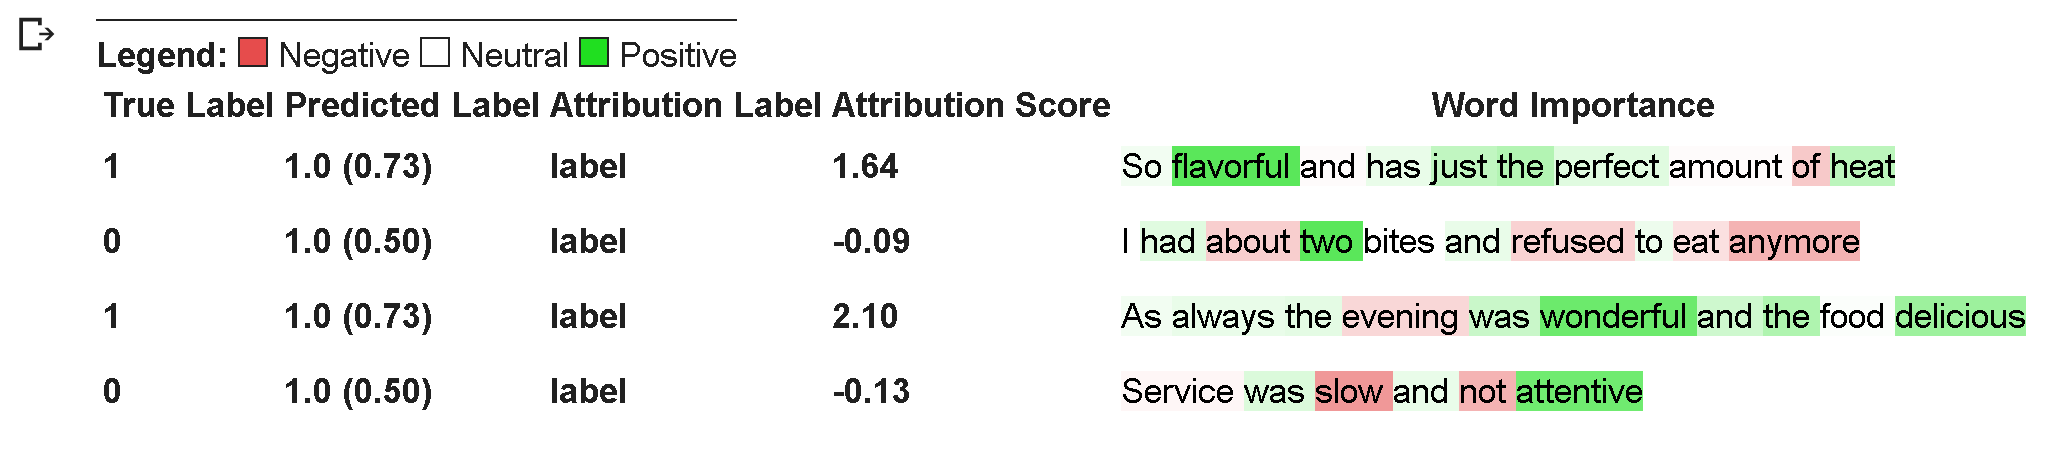 Legend: Negative Neutral Positive
True Label Predicted Label Attribution Label Attribution Score Word Importance
1 1.0 (0.73) label 1.64 So flavorful and has just the perfect amount of heat
0 1.0 (0.50) label -0.09 I had about two bites and refused to eat anymore
1 1.0 (0.73) label 2.10 As always the evening was wonderful and the food delicious
0 1.0 (0.50) label -0.13 Service was slow and not attentive